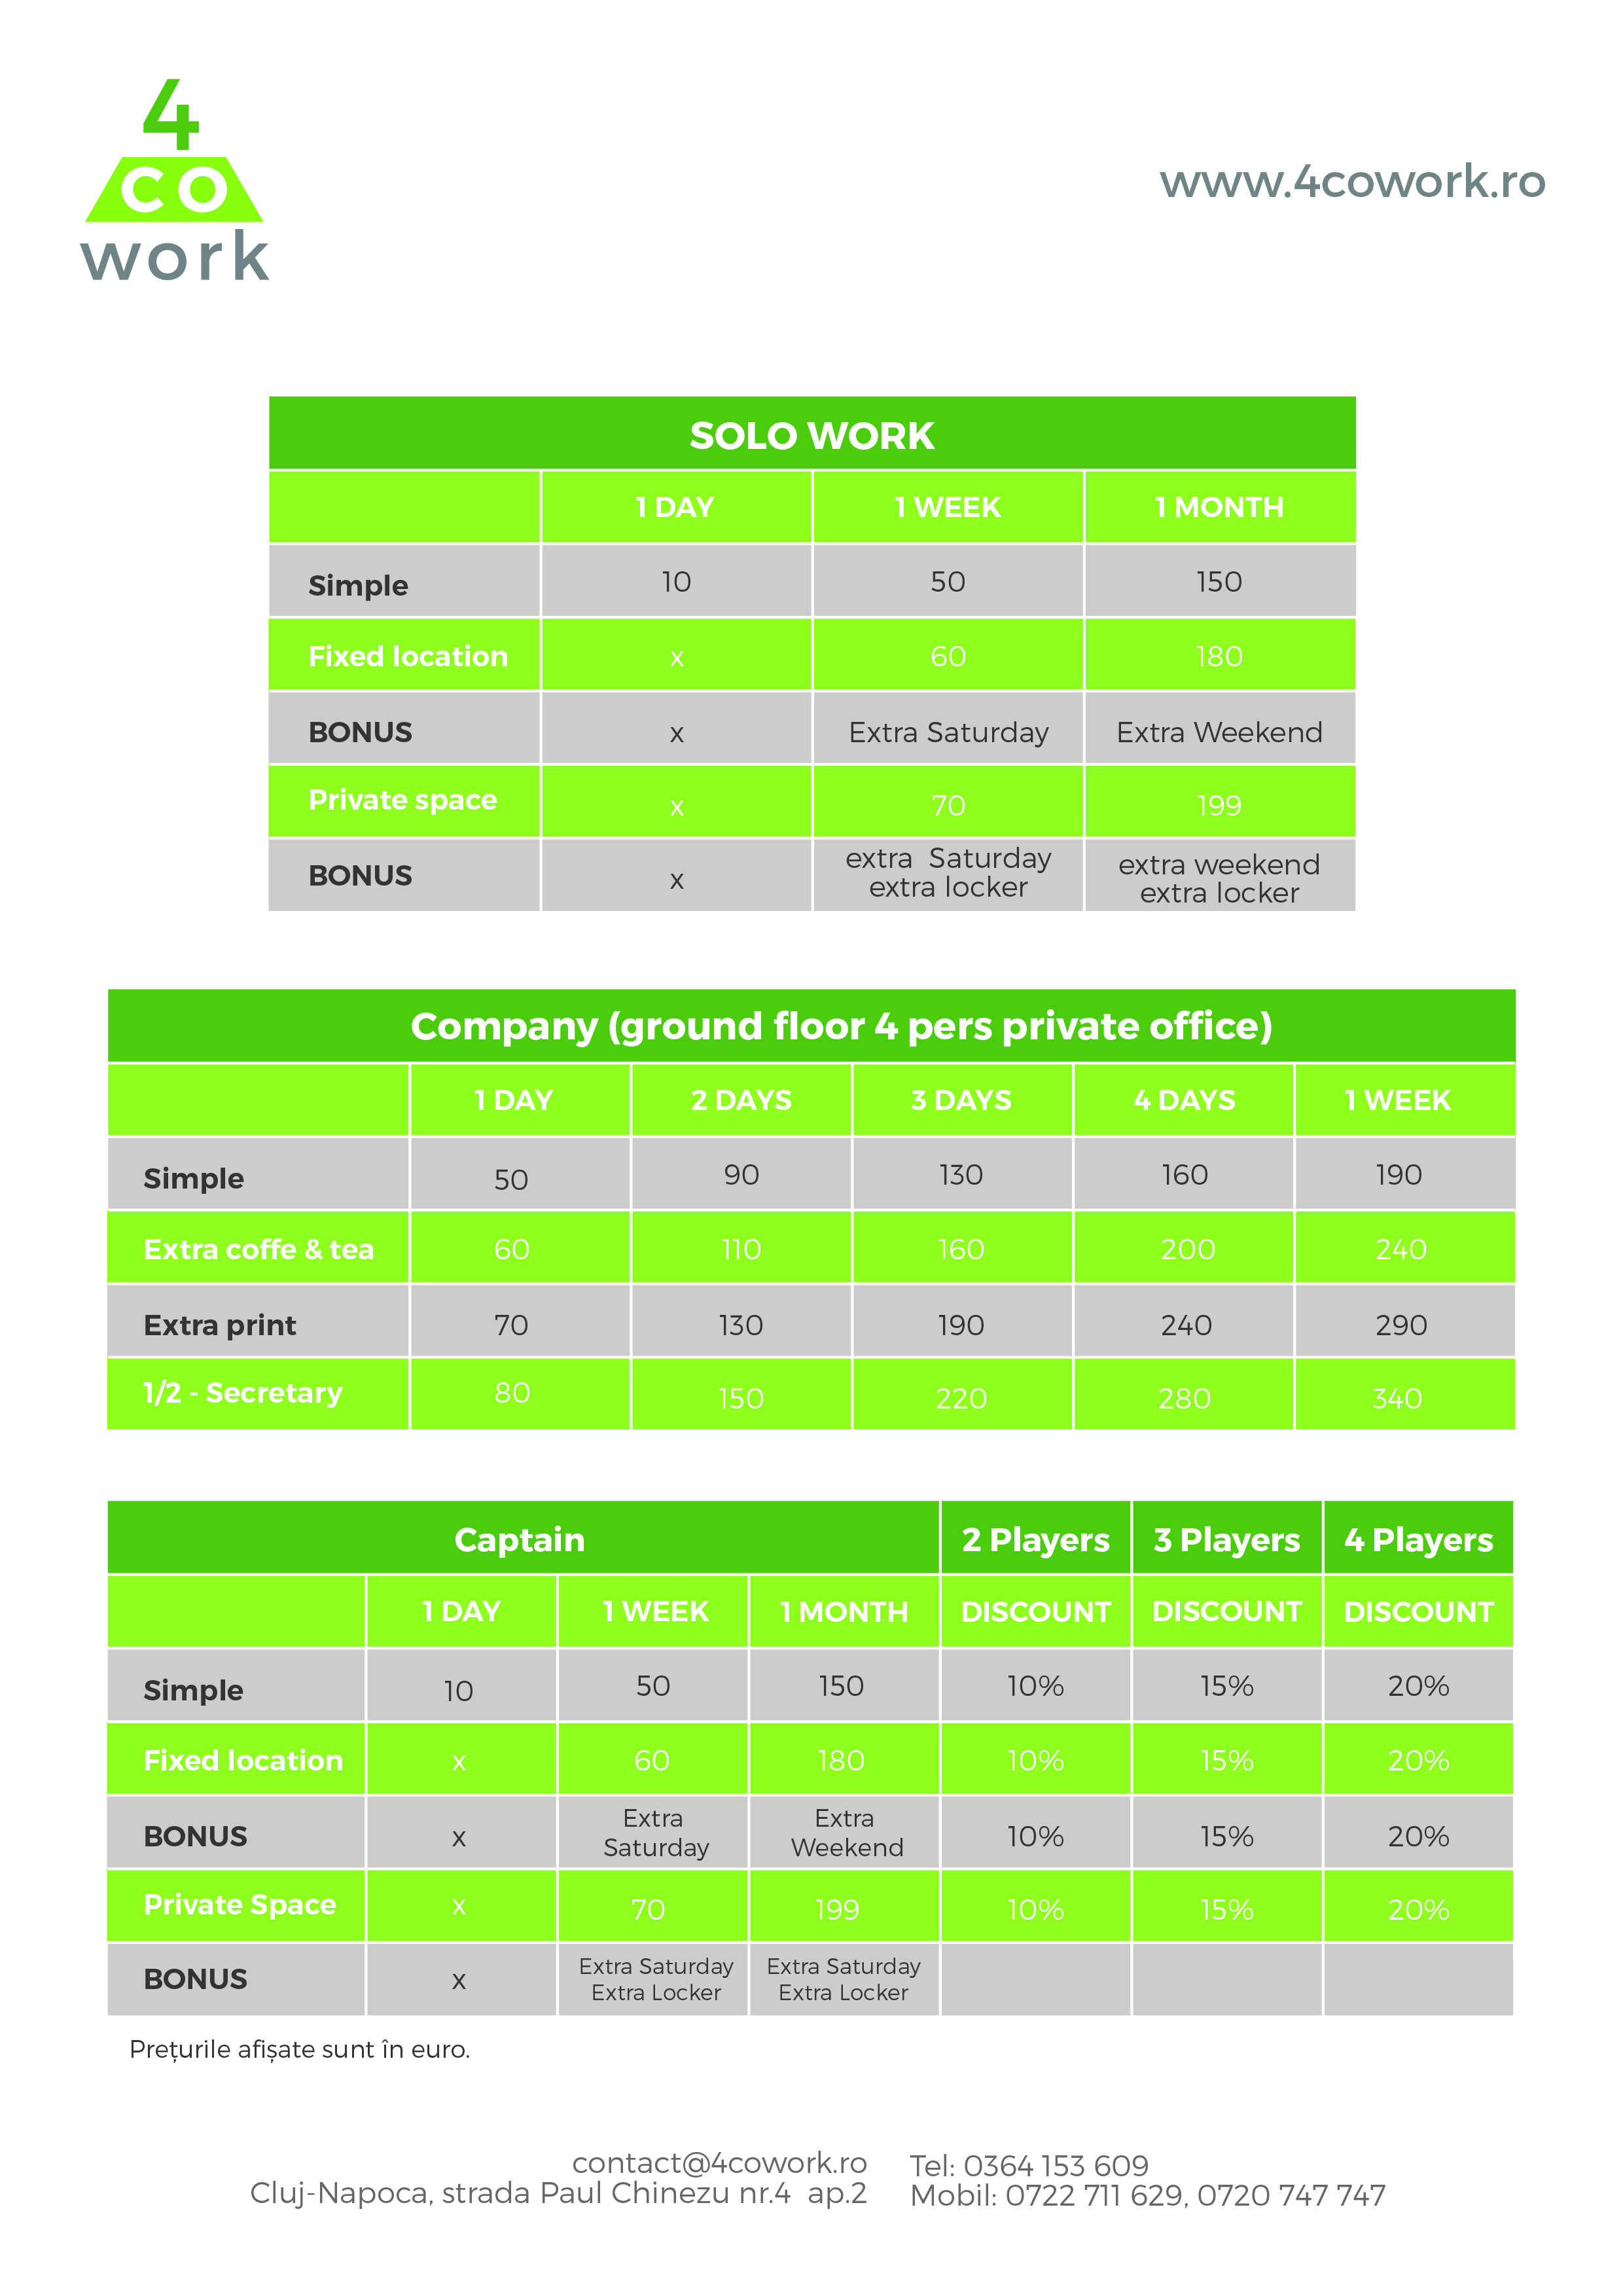 4
co
work
www.4cowork.ro
SOLO WORK
1 DAY 1 WEEK 1 MONTH
Simple 10 50 150
Fixed location x 60 180
BONUS x Extra Saturday Extra Weekend
Private space x 70 199
BONUS x extra Saturday extra locker extra weekend extra locker
Company (ground floor 4 pers private office)
1 DAY 2 DAYS 3 DAYS 4 DAYS 1 WEEK
Simple 50 90 130 160 190
Extra coffe & tea 60 110 160 200 240
Extra print 70 130 190 240 290
1/2 - Secretary 80 150 220 280 340
Captain 2 Players 3 Players 4 Players
1 DAY 1 WEEK 1 MONTH DISCOUNT DISCOUNT DISCOUNT
Simple 10 50 150 10% 15% 20%
Fixed location x 60 180 10% 15% 20%
BONUS x Extra Saturday Extra Weekend 10% 15% 20%
Private Space x 70 199 10% 15% 20%
BONUS x Extra Saturday Extra Locker Extra Saturday Extra Locker
Prețurile afișate sunt în euro.
contact@4cowork.ro
Cluj-Napoca, strada Paul Chinezu nr.4 ap.2
Tel: 0364 153 609
Mobil: 0722 711 629, 0720 747 747